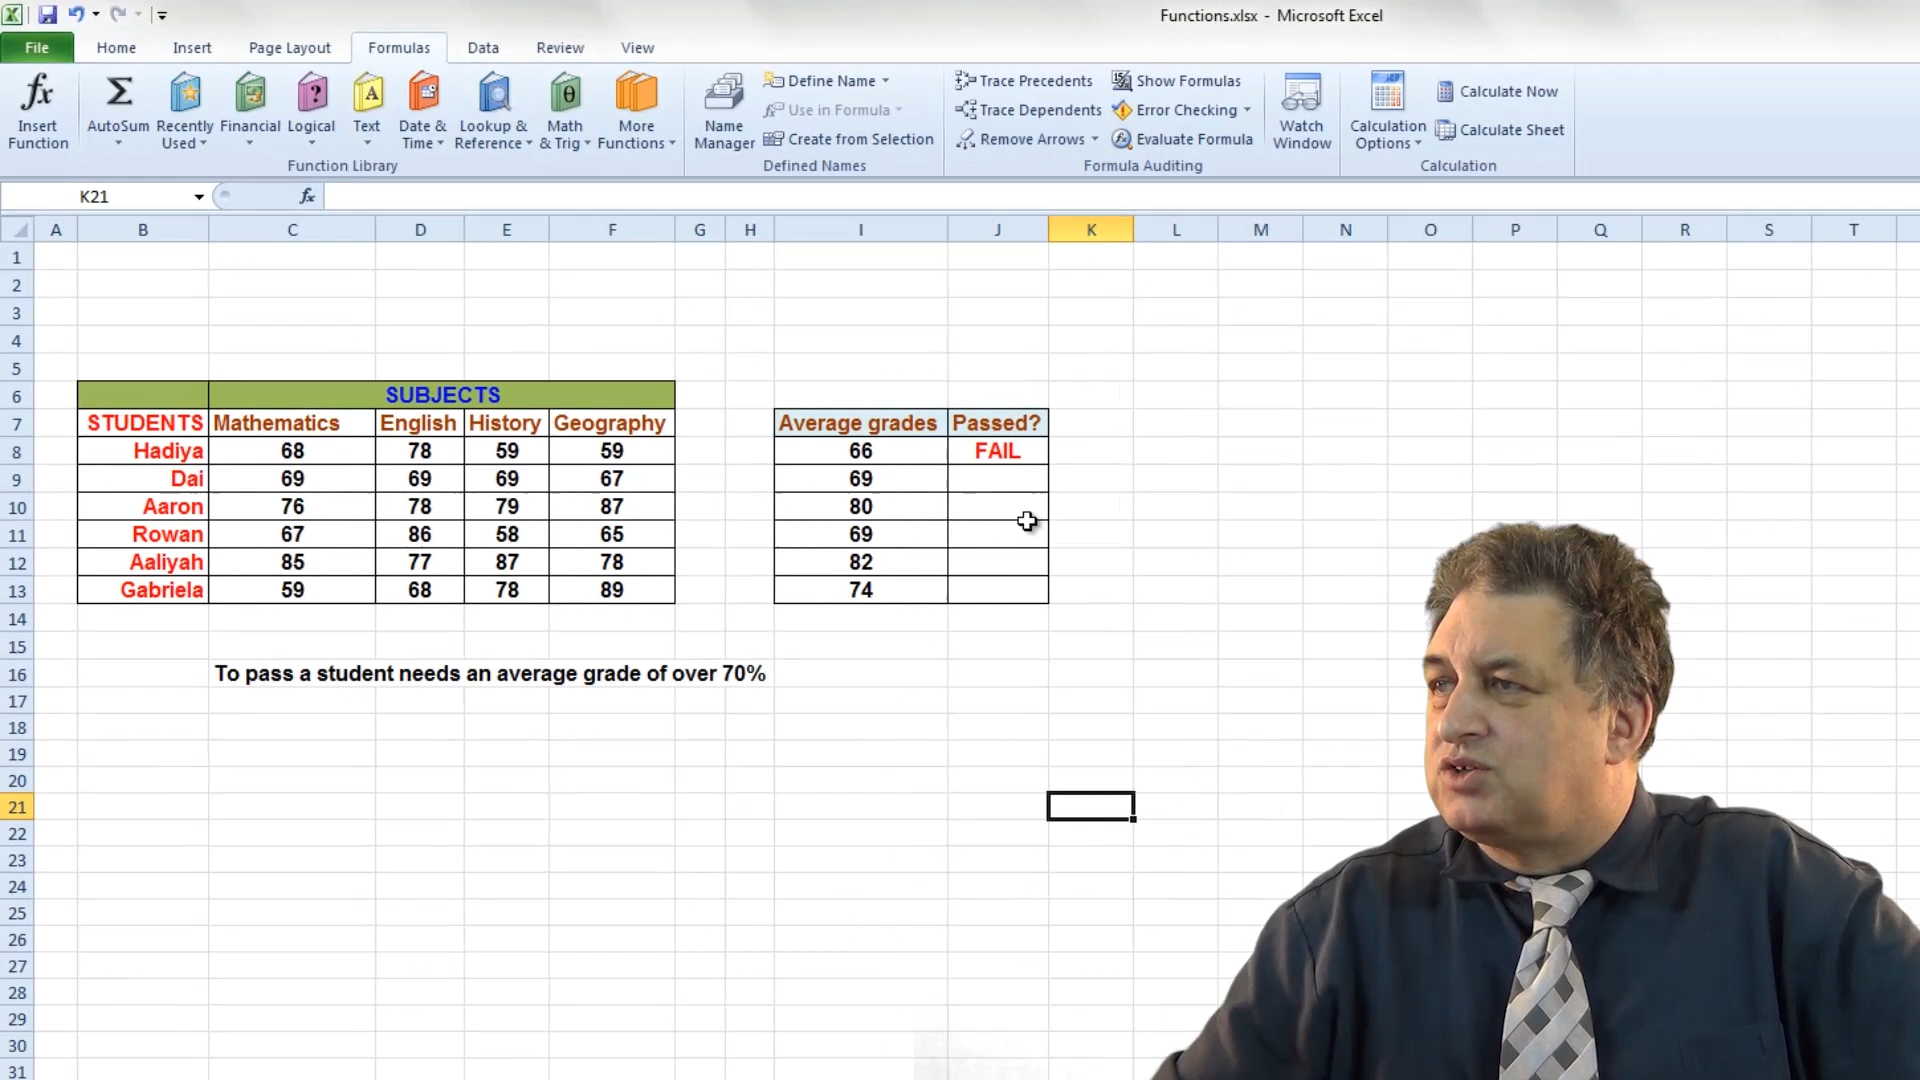 Functions.xlsx - Microsoft Excel
File Home Insert Page Layout Formulas Data Review View
fx Σ ? A θ
Insert Function AutoSum Recently Used Financial Logical Text Date & Time Lookup & Reference Math & Trig More Functions
Function Library
Name Manager
Define Name
Use in Formula
Create from Selection
Defined Names
Trace Precedents Show Formulas
Trace Dependents Error Checking
Remove Arrows Evaluate Formula
Formula Auditing
Watch Window
Calculation Options
Calculate Now
Calculate Sheet
Calculation
K21 fx
A B C D E F G H I J K L M N O P Q R S T
1
2
3
4
5
6 SUBJECTS
7 STUDENTS Mathematics English History Geography Average grades Passed?
8 Hadiya 68 78 59 59 66 FAIL
9 Dai 69 69 69 67 69
10 Aaron 76 78 79 87 80
11 Rowan 67 86 58 65 69
12 Aaliyah 85 77 87 78 82
13 Gabriela 59 68 78 89 74
14
15
16 To pass a student needs an average grade of over 70%
17
18
19
20
21
22
23
24
25
26
27
28
29
30
31